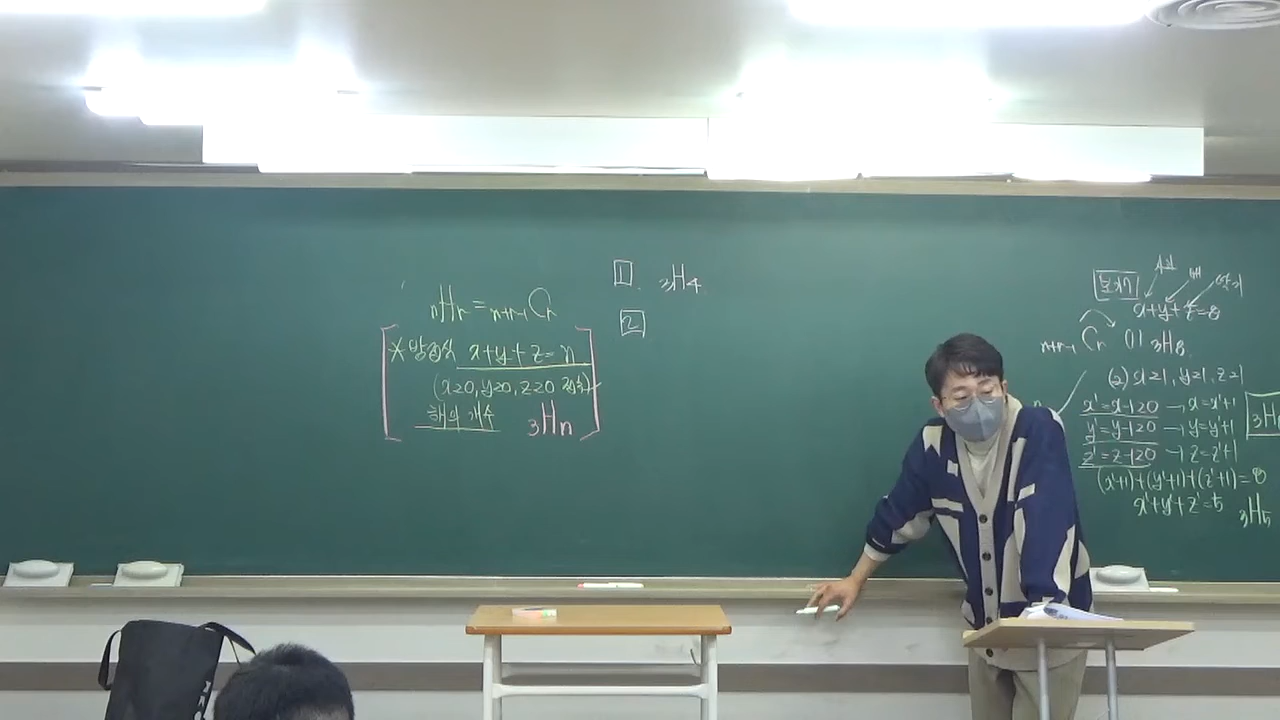 nHr = n+r-1Cr
* 방정식 x+y+z=n
(x≥0, y≥0, z≥0 정수)
해의 개수 3Hn
1. 3H4
2
보기7
x+y+z=8
n+r-1Cr (1) 3H8
(2) x≥1, y≥1, z≥1
x'=x-1≥0 → x=x'+1
y'=y-1≥0 → y=y'+1
z'=z-1≥0 → z=z'+1
(x'+1)+(y'+1)+(z'+1)=8
x'+y'+z'=5 3H5